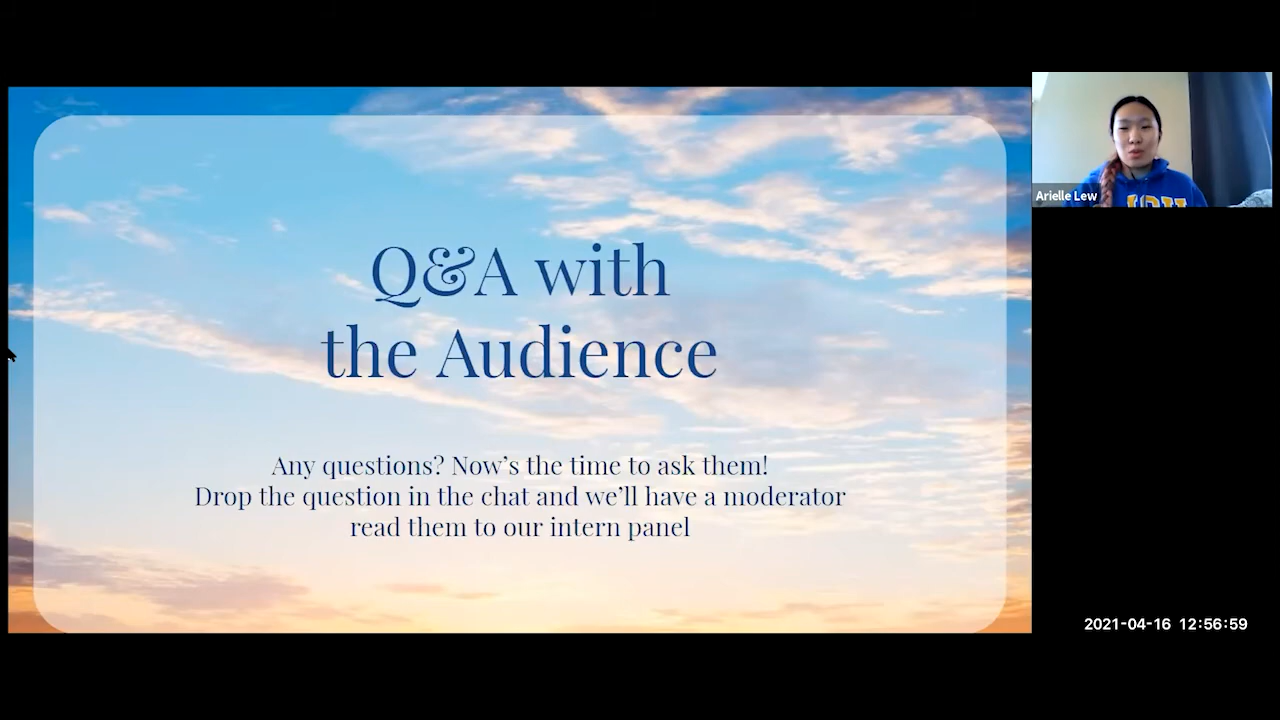 Q&A with
the Audience
Any questions? Now’s the time to ask them!
Drop the question in the chat and we’ll have a moderator
read them to our intern panel
Arielle Lew
2021-04-16 12:56:59